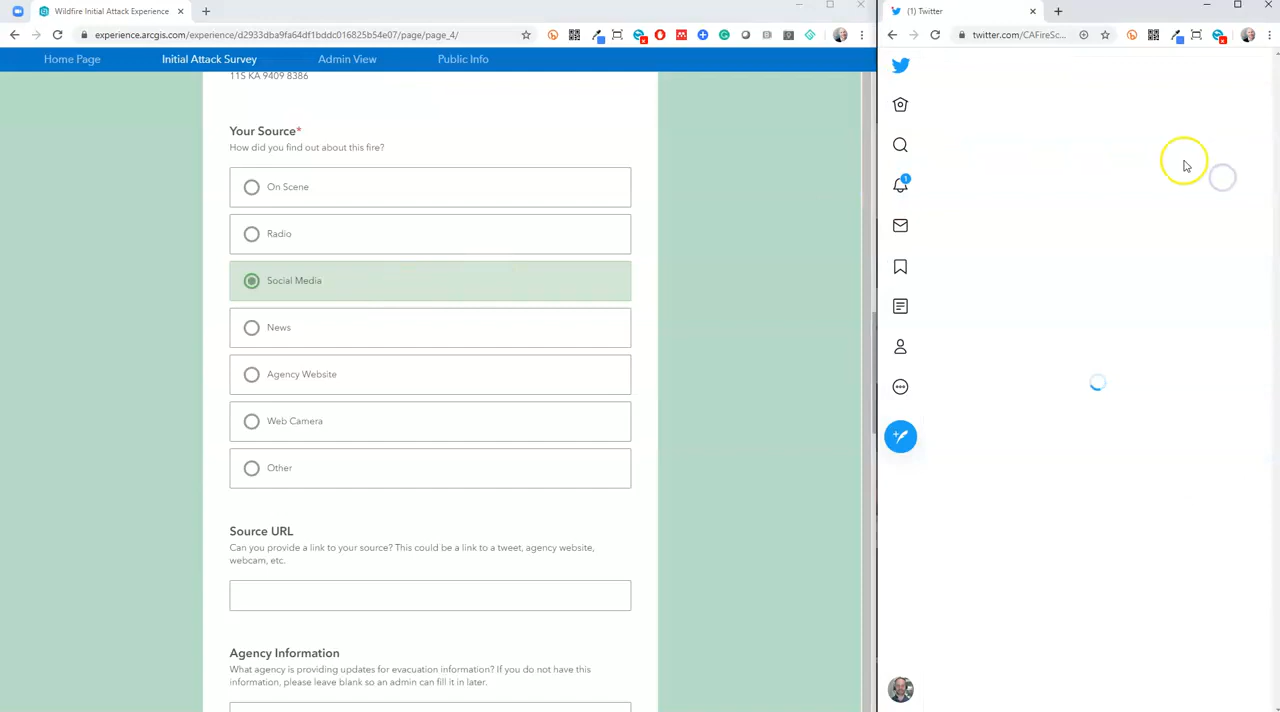 Wildfire Initial Attack Experience
(1) Twitter
experience.arcgis.com/experience/d2933dba9fa64df1bbdc016825b54e07/page/page_4/
twitter.com/CAFireSc...
Home Page
Initial Attack Survey
Admin View
Public Info
11S KA 9409 8386
Your Source*
How did you find out about this fire?
On Scene
Radio
Social Media
News
Agency Website
Web Camera
Other
Source URL
Can you provide a link to your source? This could be a link to a tweet, agency website,
webcam, etc.
Agency Information
What agency is providing updates for evacuation information? If you do not have this
information, please leave blank so an admin can fill it in later.
1